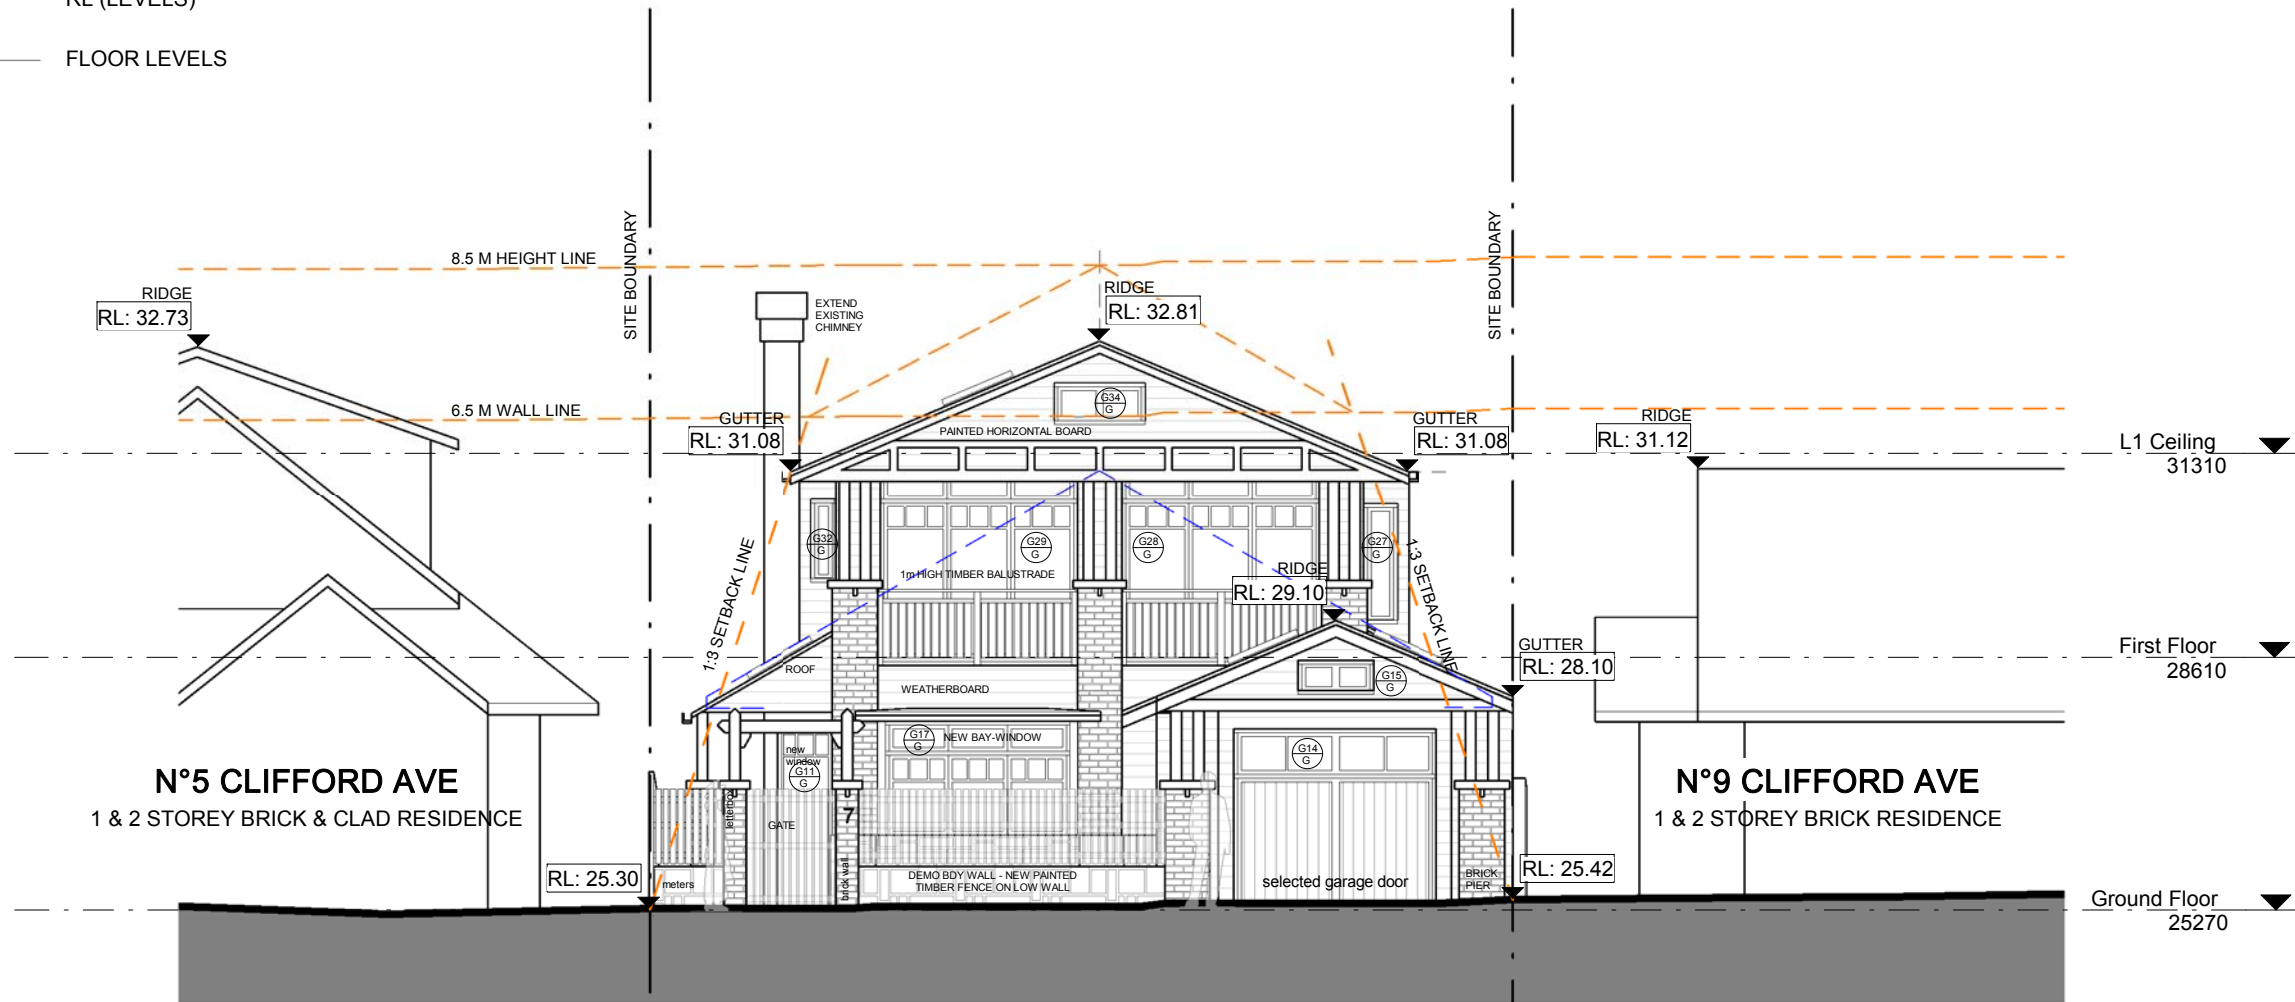 RL (LEVELS)
FLOOR LEVELS
SITE BOUNDARY
SITE BOUNDARY
8.5 M HEIGHT LINE
RIDGE
RL: 32.73
EXTEND
EXISTING
CHIMNEY
RIDGE
RL: 32.81
6.5 M WALL LINE
GUTTER
RL: 31.08
G34
G
PAINTED HORIZONTAL BOARD
GUTTER
RL: 31.08
RIDGE
RL: 31.12
L1 Ceiling
31310
1:3 SETBACK LINE
G32
G
G29
G
G28
G
G27
G
1:3 SETBACK LINE
1m HIGH TIMBER BALUSTRADE
RIDGE
RL: 29.10
ROOF
WEATHERBOARD
G15
G
GUTTER
RL: 28.10
First Floor
28610
G17
G
NEW BAY-WINDOW
new
window
G11
G
G14
G
N°5 CLIFFORD AVE
1 & 2 STOREY BRICK & CLAD RESIDENCE
letterbox
GATE
7
N°9 CLIFFORD AVE
1 & 2 STOREY BRICK RESIDENCE
RL: 25.30
meters
brick wall
DEMO BDY WALL - NEW PAINTED
TIMBER FENCE ON LOW WALL
selected garage door
BRICK
PIER
RL: 25.42
Ground Floor
25270